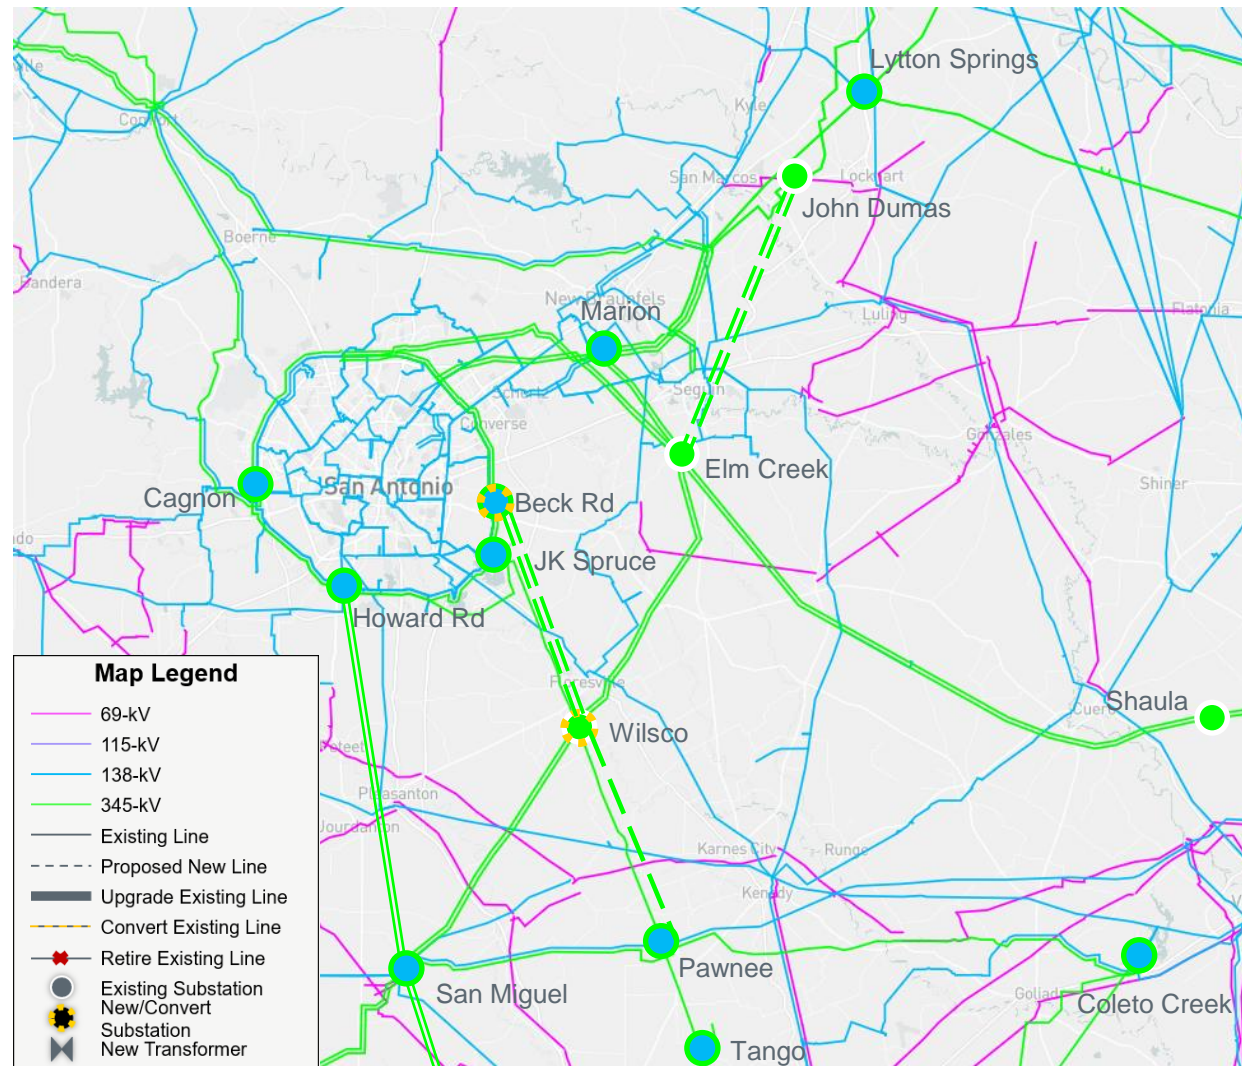 Lytton Springs
Kyle
Comfort
San Marcos
Lockhart
John Dumas
Boerne
Bandera
New Braunfels
Marion
Luling
Flatonia
Seguin
Schertz
Converse
Gonzales
Elm Creek
Cagnon
San Antonio
Beck Rd
Shiner
JK Spruce
Howard Rd
Map Legend
69-kV
115-kV
138-kV
345-kV
Existing Line
Proposed New Line
Upgrade Existing Line
Convert Existing Line
Retire Existing Line
Existing Substation
New/Convert
Substation
New Transformer
Floresville
Shaula
Cuero
Wilsco
Poteet
Pleasanton
Jourdanton
Karnes City
Runge
Kenedy
Pawnee
San Miguel
Goliad
Coleto Creek
Tango